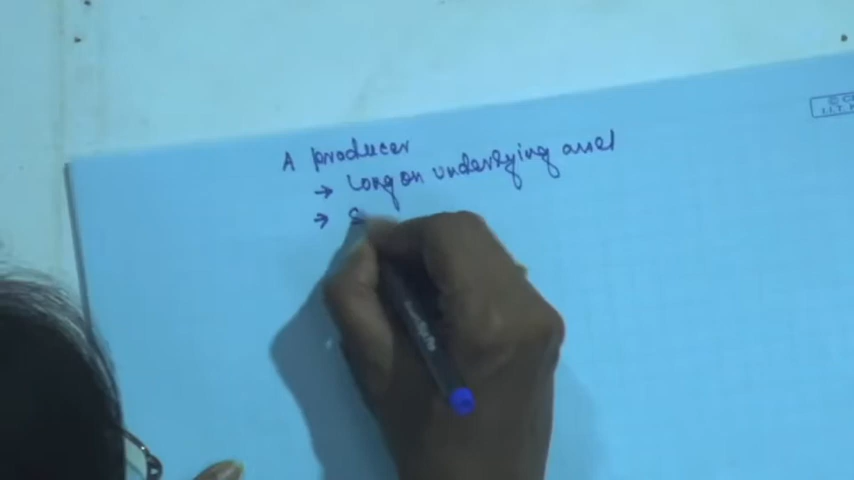 A producer
→ Long on underlying asset
→ S
© C
I.I.T.